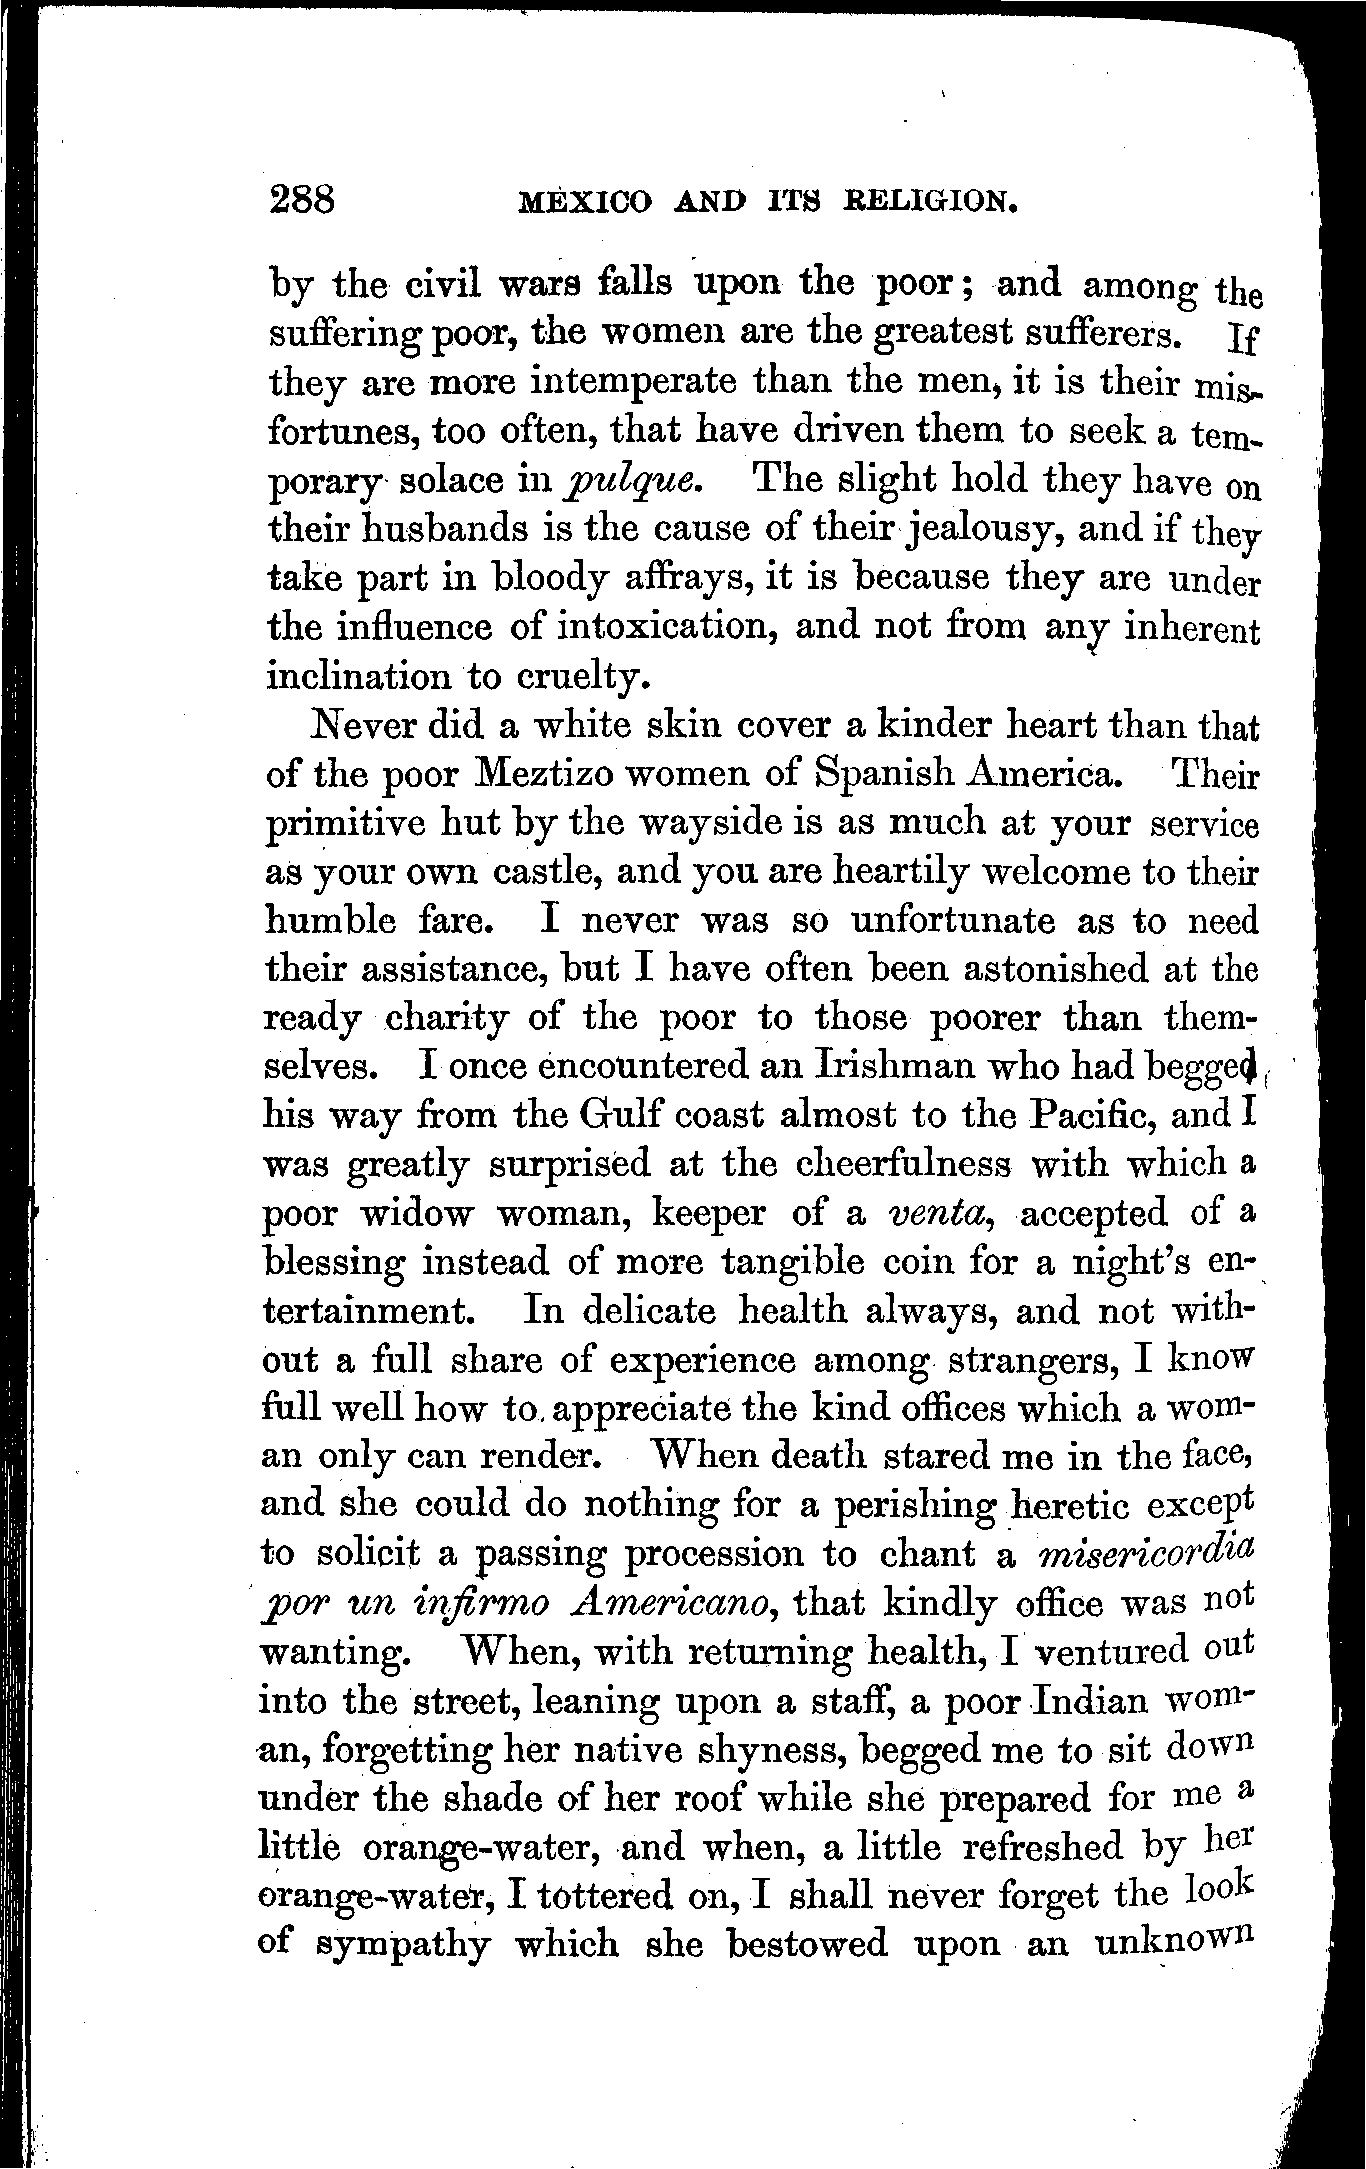 288 MEXICO AND ITS RELIGION.
by the civil wars falls upon the poor; and among the
suffering poor, the women are the greatest sufferers. If
they are more intemperate than the men, it is their mis-
fortunes, too often, that have driven them to seek a tem-
porary solace in pulque. The slight hold they have on
their husbands is the cause of their jealousy, and if they
take part in bloody affrays, it is because they are under
the influence of intoxication, and not from any inherent
inclination to cruelty.
Never did a white skin cover a kinder heart than that
of the poor Meztizo women of Spanish America. Their
primitive hut by the wayside is as much at your service
as your own castle, and you are heartily welcome to their
humble fare. I never was so unfortunate as to need
their assistance, but I have often been astonished at the
ready charity of the poor to those poorer than them-
selves. I once encountered an Irishman who had begged
his way from the Gulf coast almost to the Pacific, and I
was greatly surprised at the cheerfulness with which a
poor widow woman, keeper of a venta, accepted of a
blessing instead of more tangible coin for a night's en-
tertainment. In delicate health always, and not with-
out a full share of experience among strangers, I know
full well how to appreciate the kind offices which a wom-
an only can render. When death stared me in the face,
and she could do nothing for a perishing heretic except
to solicit a passing procession to chant a misericordia
por un infirmo Americano, that kindly office was not
wanting. When, with returning health, I ventured out
into the street, leaning upon a staff, a poor Indian wom-
an, forgetting her native shyness, begged me to sit down
under the shade of her roof while she prepared for me a
little orange-water, and when, a little refreshed by her
orange-water, I tottered on, I shall never forget the look
of sympathy which she bestowed upon an unknown